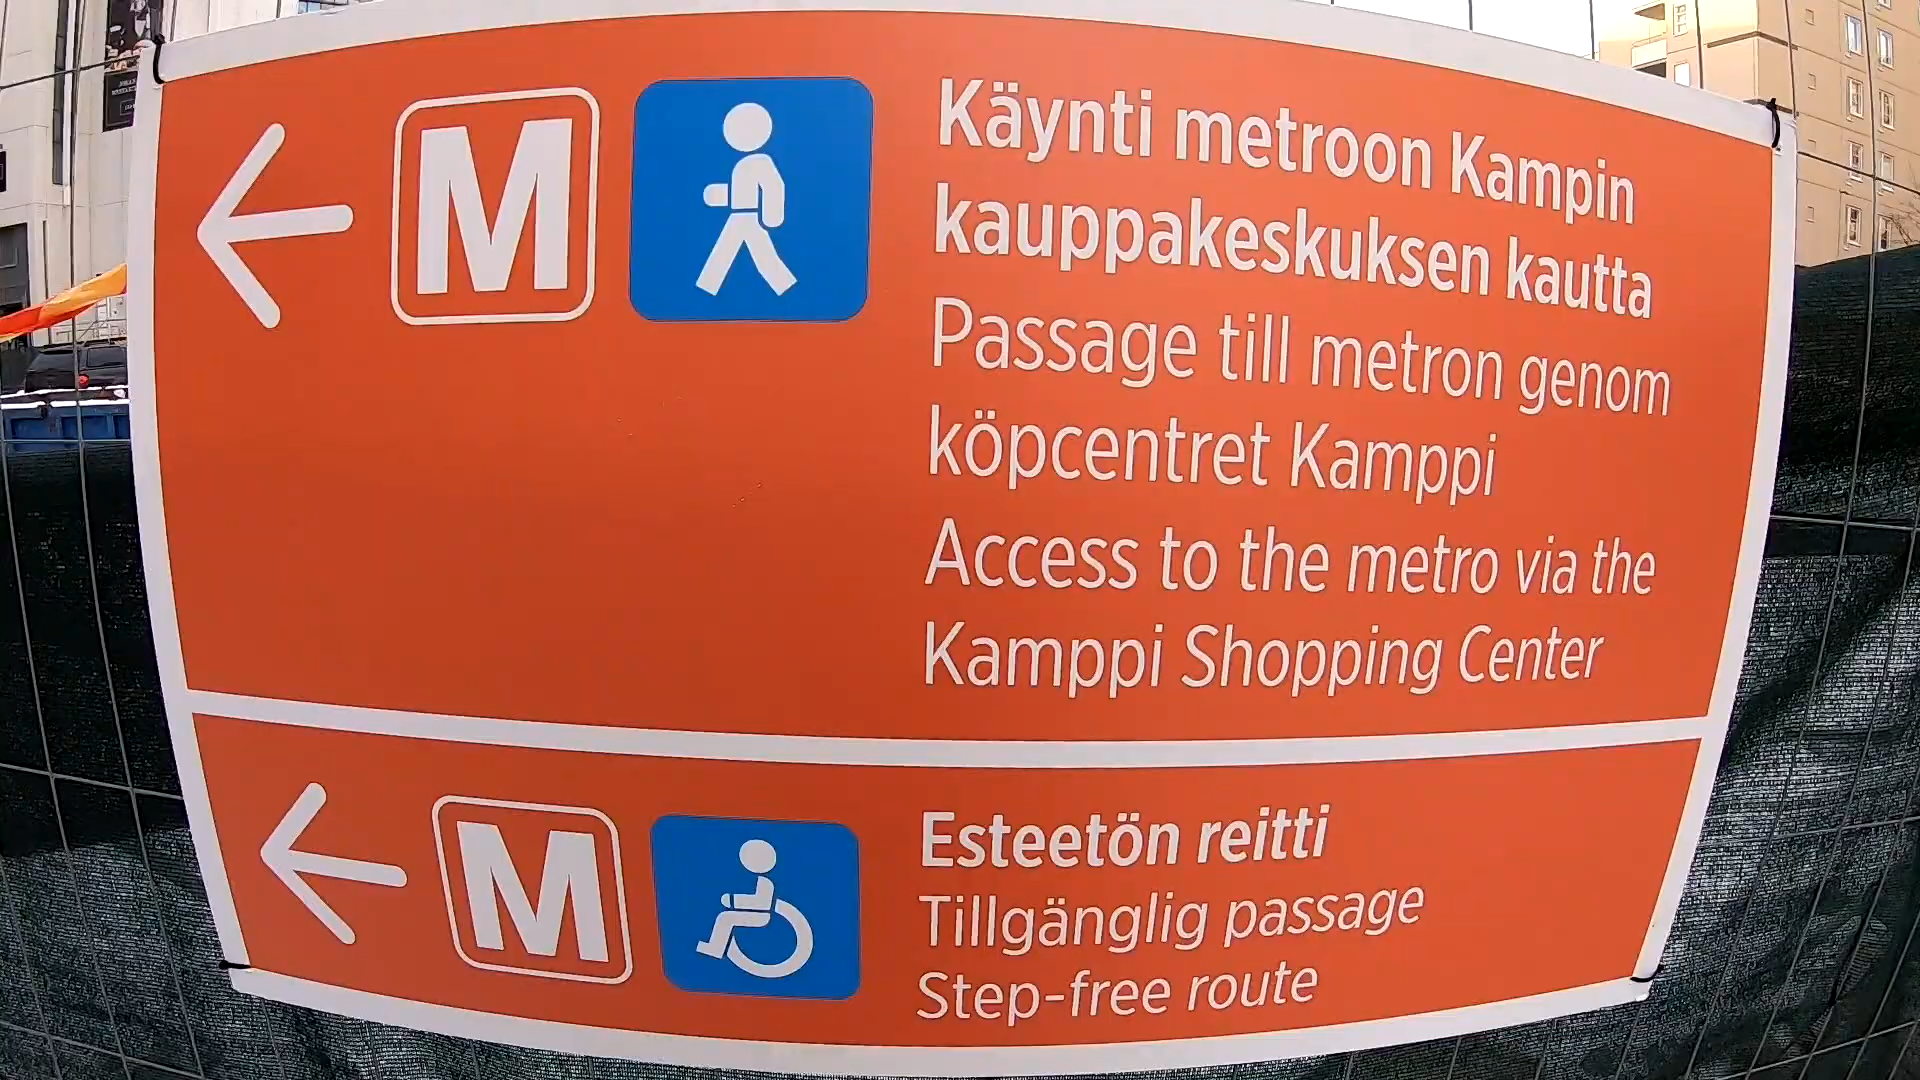 M
Käynti metroon Kampin
kauppakeskuksen kautta
Passage till metron genom
köpcentret Kamppi
Access to the metro via the
Kamppi Shopping Center
M
Esteetön reitti
Tillgänglig passage
Step-free route